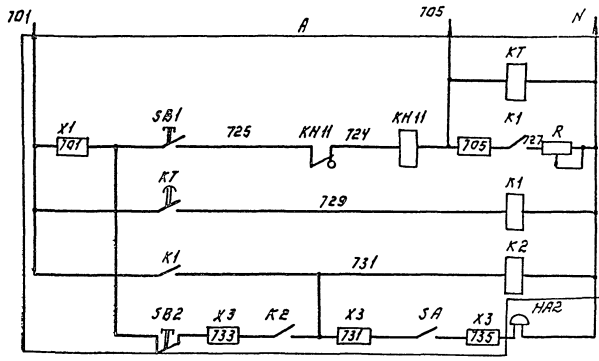 701 A 705 N
KT
SB1 725 KH11 724 KH11 K1
X1 701 705 727 R
KT 729 K1
K1 731 K2
SB2 X3 K2 X3 SA X3 HA2
733 731 735